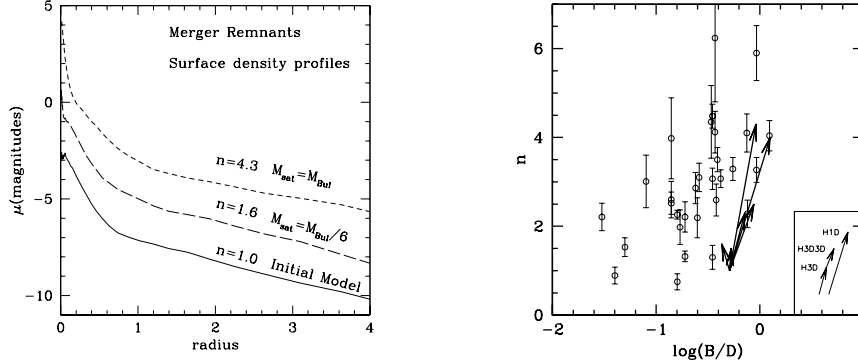 Merger Remnants
Surface density profiles
n=4.3 M_sat=M_Bul
n=1.6 M_sat=M_Bul/6
n=1.0 Initial Model
μ(magnitudes)
5
0
−5
−10
0
1
2
3
4
radius
n
6
4
2
0
−2
−1
0
log(B/D)
H1D
H3D3D
H3D